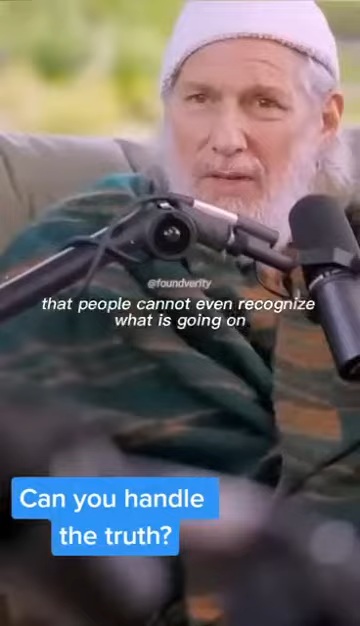 @foundverity
that people cannot even recognize
what is going on
Can you handle
the truth?